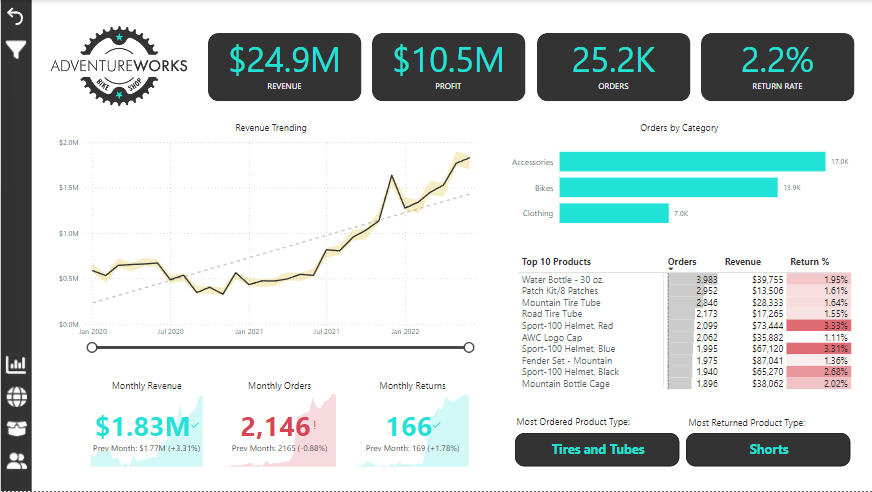 ADVENTUREWORKS
BIKE SHOP
$24.9M
REVENUE
$10.5M
PROFIT
25.2K
ORDERS
2.2%
RETURN RATE
Revenue Trending
$2.0M
$1.5M
$1.0M
$0.5M
$0.0M
Jan 2020 Jul 2020 Jan 2021 Jul 2021 Jan 2022
Orders by Category
Accessories 17.0K
Bikes 13.9K
Clothing 7.0K
Top 10 Products Orders Revenue Return %
Water Bottle - 30 oz. 3,983 $39,755 1.95%
Patch Kit/8 Patches 2,952 $13,506 1.61%
Mountain Tire Tube 2,846 $28,333 1.64%
Road Tire Tube 2,173 $17,265 1.55%
Sport-100 Helmet, Red 2,099 $73,444 3.33%
AWC Logo Cap 2,062 $35,882 1.11%
Sport-100 Helmet, Blue 1,995 $67,120 3.31%
Fender Set - Mountain 1,975 $87,041 1.36%
Sport-100 Helmet, Black 1,940 $65,270 2.68%
Mountain Bottle Cage 1,896 $38,062 2.02%
Monthly Revenue
$1.83M
Prev Month: $1.77M (+3.31%)
Monthly Orders
2,146!
Prev Month: 2165 (-0.88%)
Monthly Returns
166
Prev Month: 169 (+1.78%)
Most Ordered Product Type:
Tires and Tubes
Most Returned Product Type:
Shorts